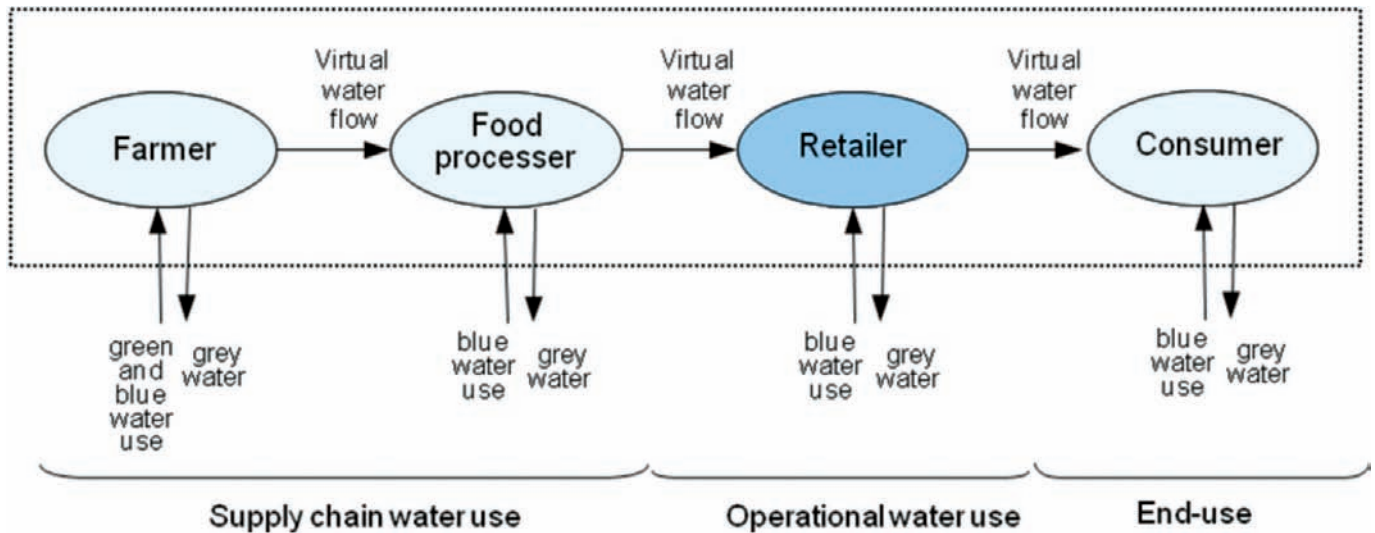 Virtual
water
flow
Virtual
water
flow
Virtual
water
flow
Farmer
Food
processer
Retailer
Consumer
green
and
blue
water
use
grey
water
blue
water
use
grey
water
blue
water
use
grey
water
blue
water
use
grey
water
Supply chain water use
Operational water use
End-use